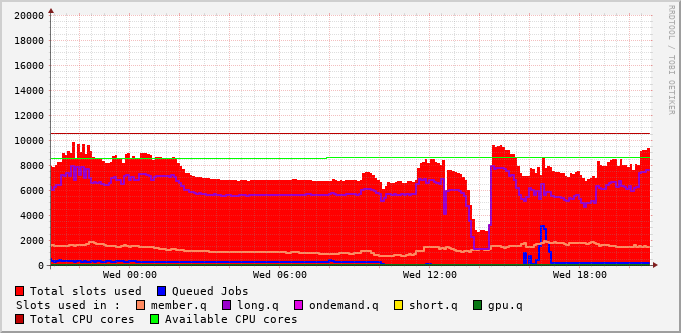 20000
18000
16000
14000
12000
10000
8000
6000
4000
2000
0
Wed 00:00 Wed 06:00 Wed 12:00 Wed 18:00
RRDTOOL / TOBI OETIKER
Total slots used Queued Jobs
Slots used in : member.q long.q ondemand.q short.q gpu.q
Total CPU cores Available CPU cores